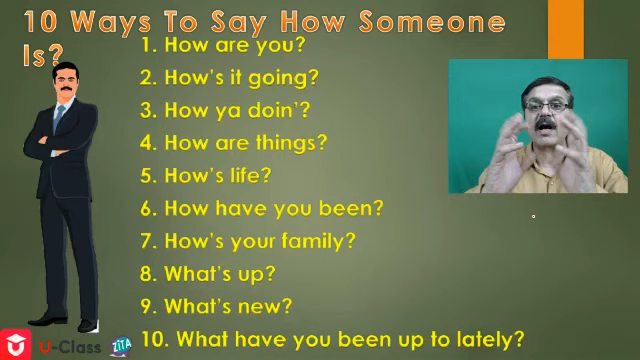 10 Ways To Say How Someone
Is?
1. How are you?
2. How's it going?
3. How ya doin'?
4. How are things?
5. How's life?
6. How have you been?
7. How's your family?
8. What's up?
9. What's new?
10. What have you been up to lately?
U-Class ZiTA